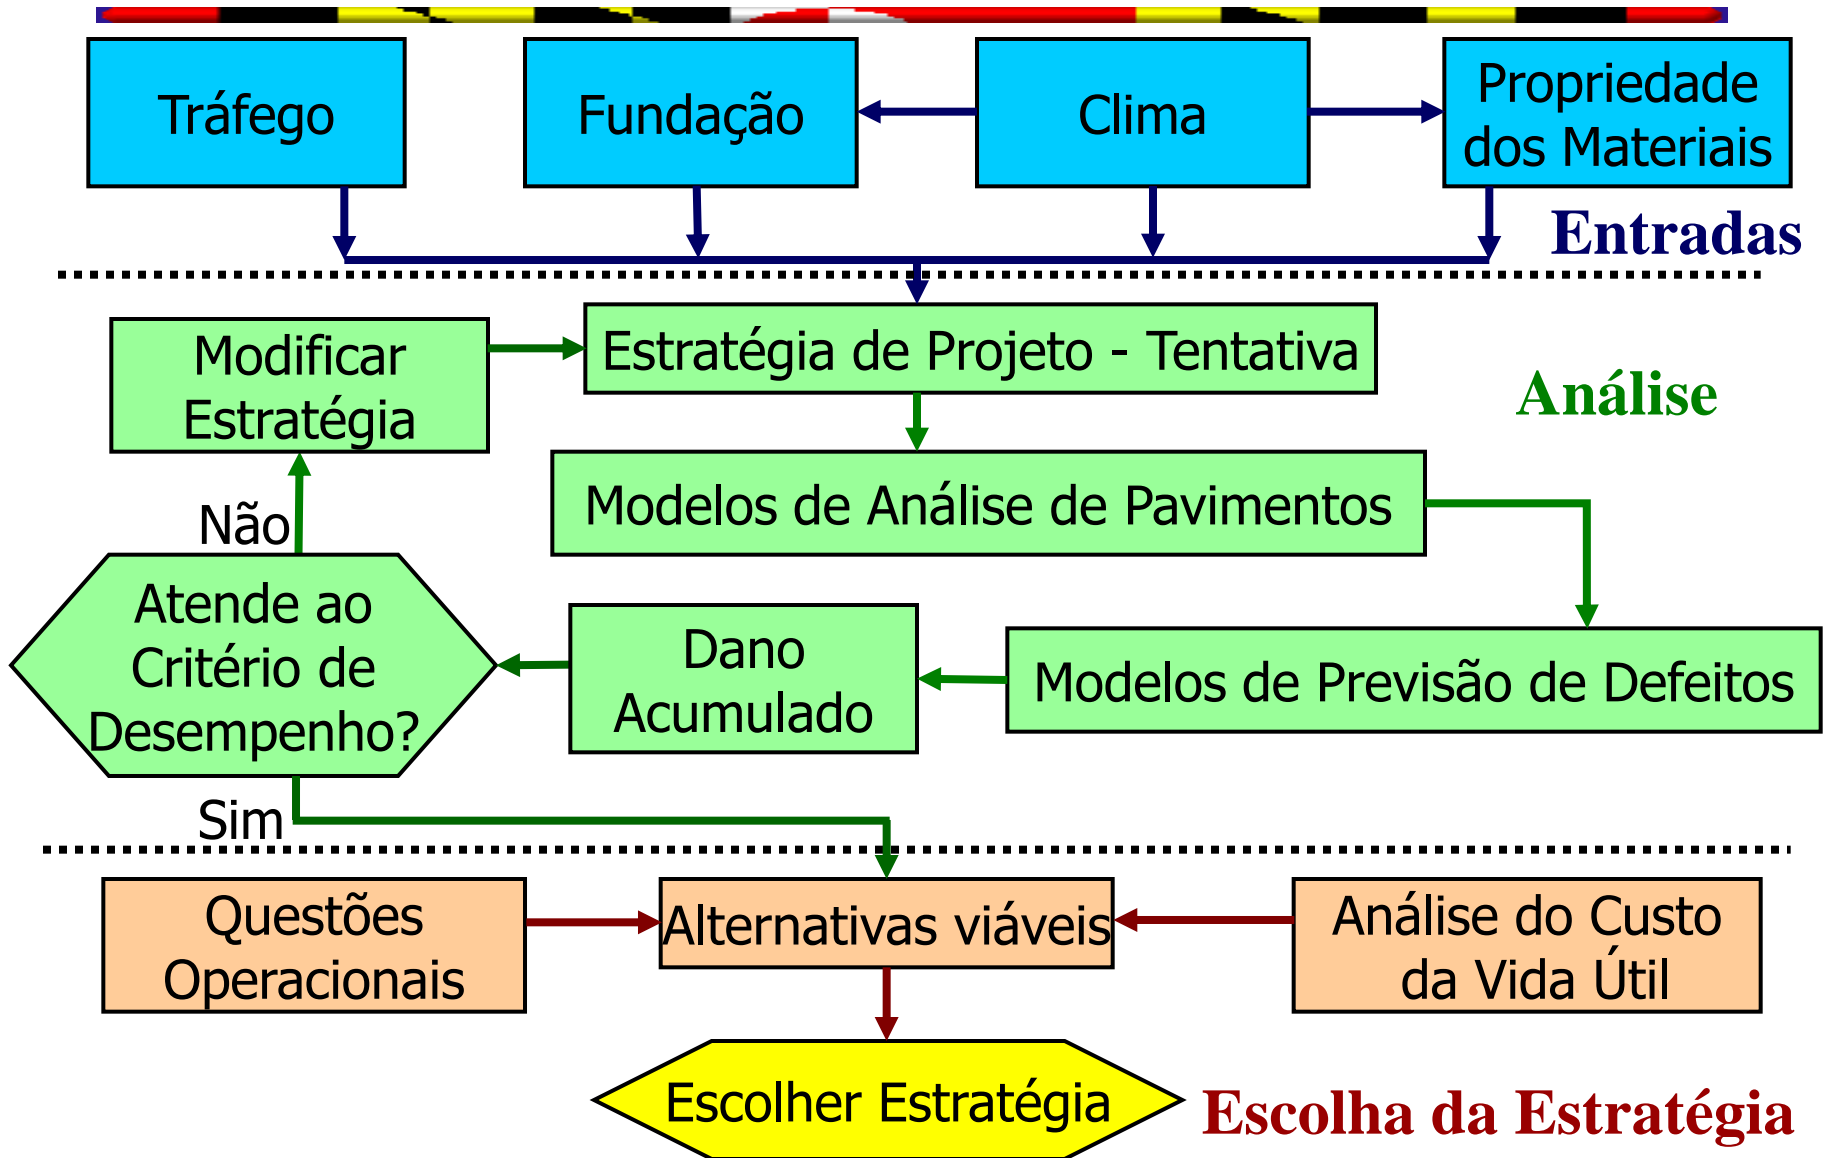 Tráfego
Fundação
Clima
Propriedade
dos Materiais
Entradas
Modificar
Estratégia
Estratégia de Projeto - Tentativa
Análise
Modelos de Análise de Pavimentos
Não
Atende ao
Critério de
Desempenho?
Dano
Acumulado
Modelos de Previsão de Defeitos
Sim
Questões
Operacionais
Alternativas viáveis
Análise do Custo
da Vida Útil
Escolher Estratégia
Escolha da Estratégia